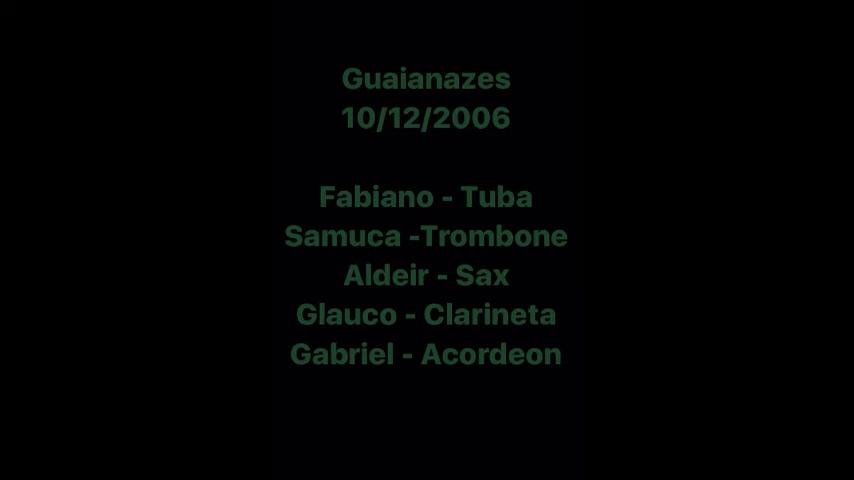 Guaianazes
10/12/2006
Fabiano - Tuba
Samuca -Trombone
Aldeir - Sax
Glauco - Clarineta
Gabriel - Acordeon